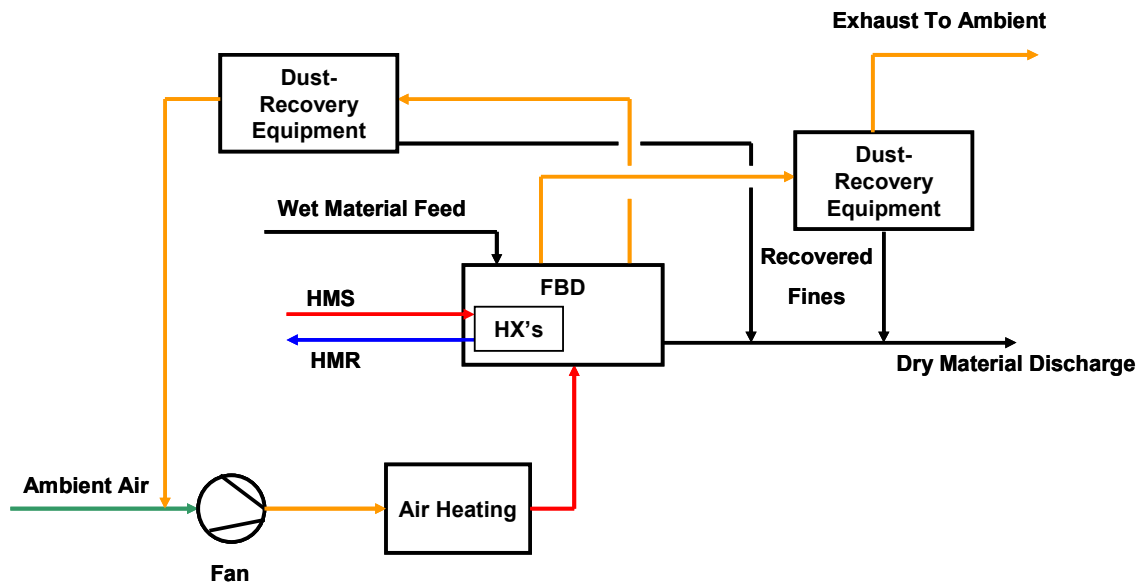 Exhaust To Ambient
Dust-
Recovery
Equipment
Dust-
Recovery
Equipment
Wet Material Feed
Recovered
Fines
FBD
HMS
HX's
HMR
Dry Material Discharge
Ambient Air
Air Heating
Fan